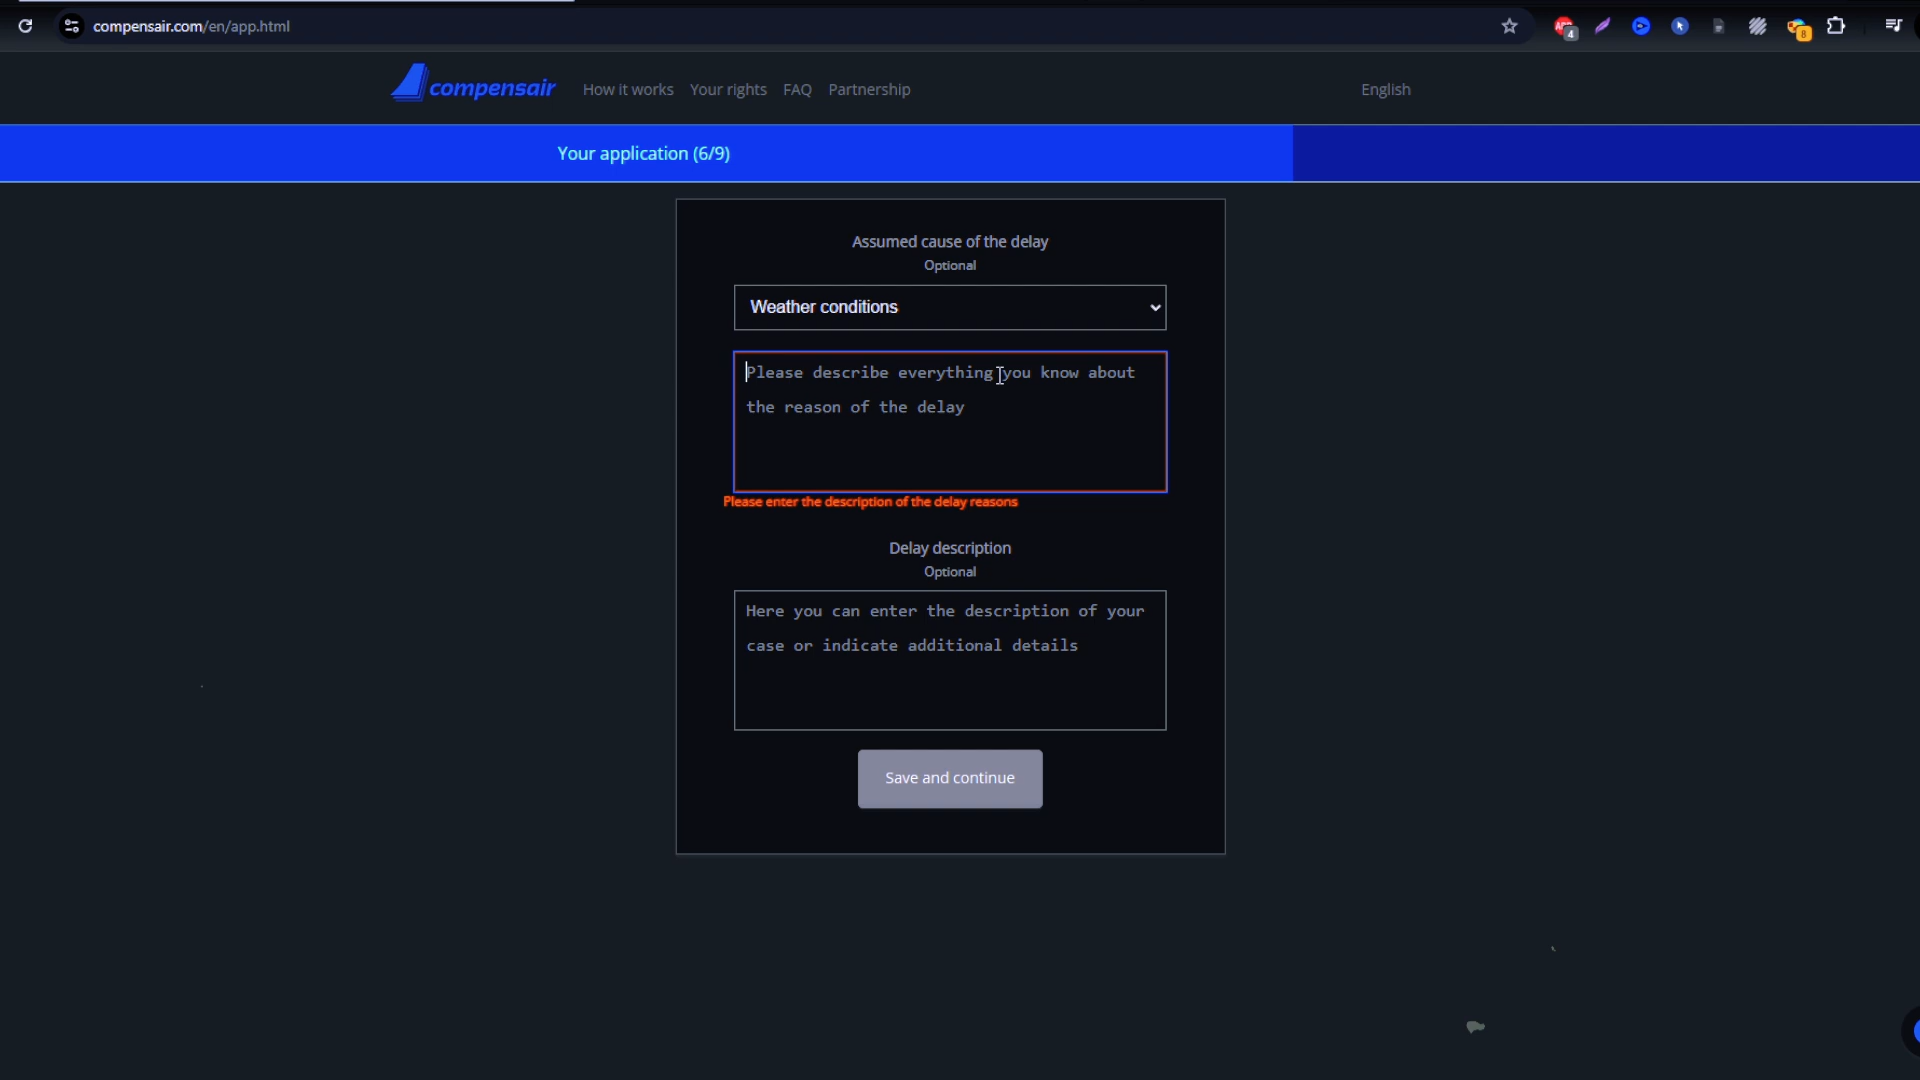 compensair.com/en/app.html
4
8
compensair
How it works
Your rights
FAQ
Partnership
English
Your application (6/9)
Assumed cause of the delay
Optional
Weather conditions
Please describe everything you know about
the reason of the delay
Please enter the description of the delay reasons
Delay description
Optional
Here you can enter the description of your
case or indicate additional details
Save and continue